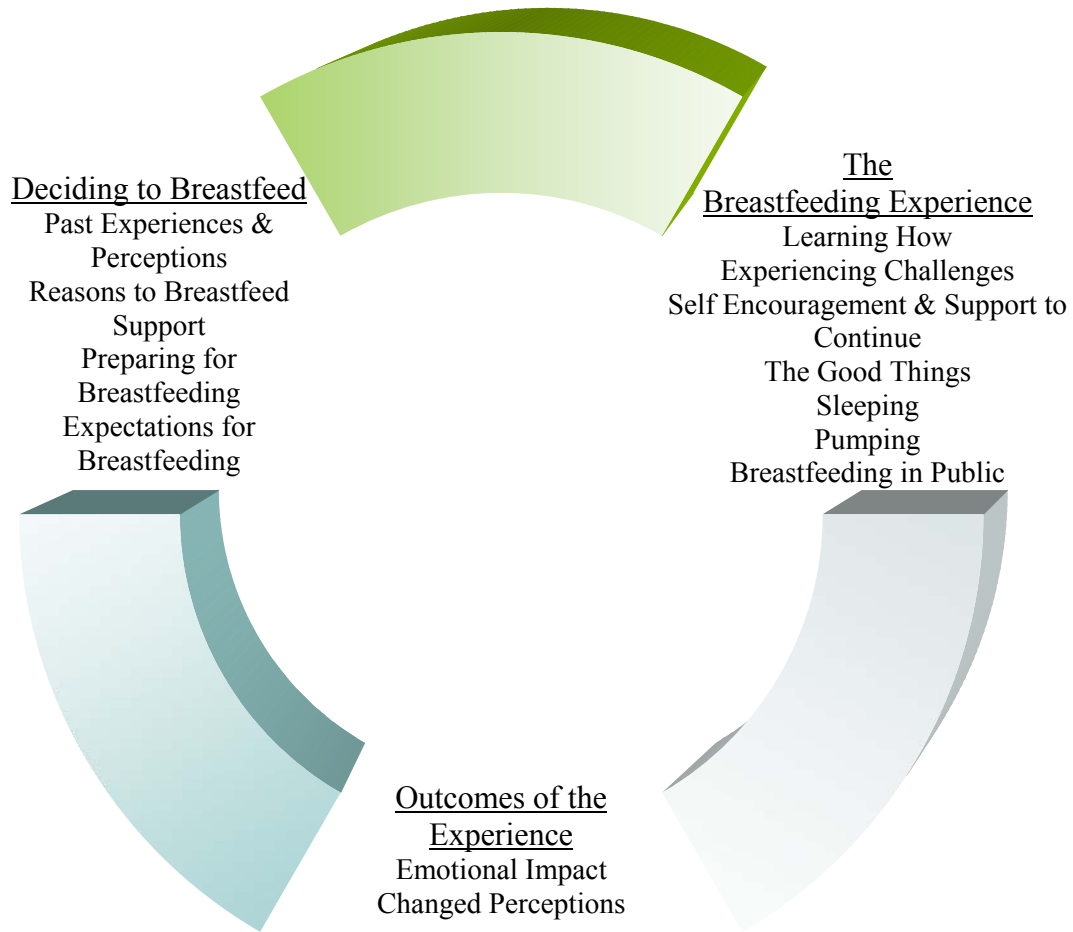 Deciding to Breastfeed
Past Experiences &
Perceptions
Reasons to Breastfeed
Support
Preparing for
Breastfeeding
Expectations for
Breastfeeding
The
Breastfeeding Experience
Learning How
Experiencing Challenges
Self Encouragement & Support to
Continue
The Good Things
Sleeping
Pumping
Breastfeeding in Public
Outcomes of the
Experience
Emotional Impact
Changed Perceptions